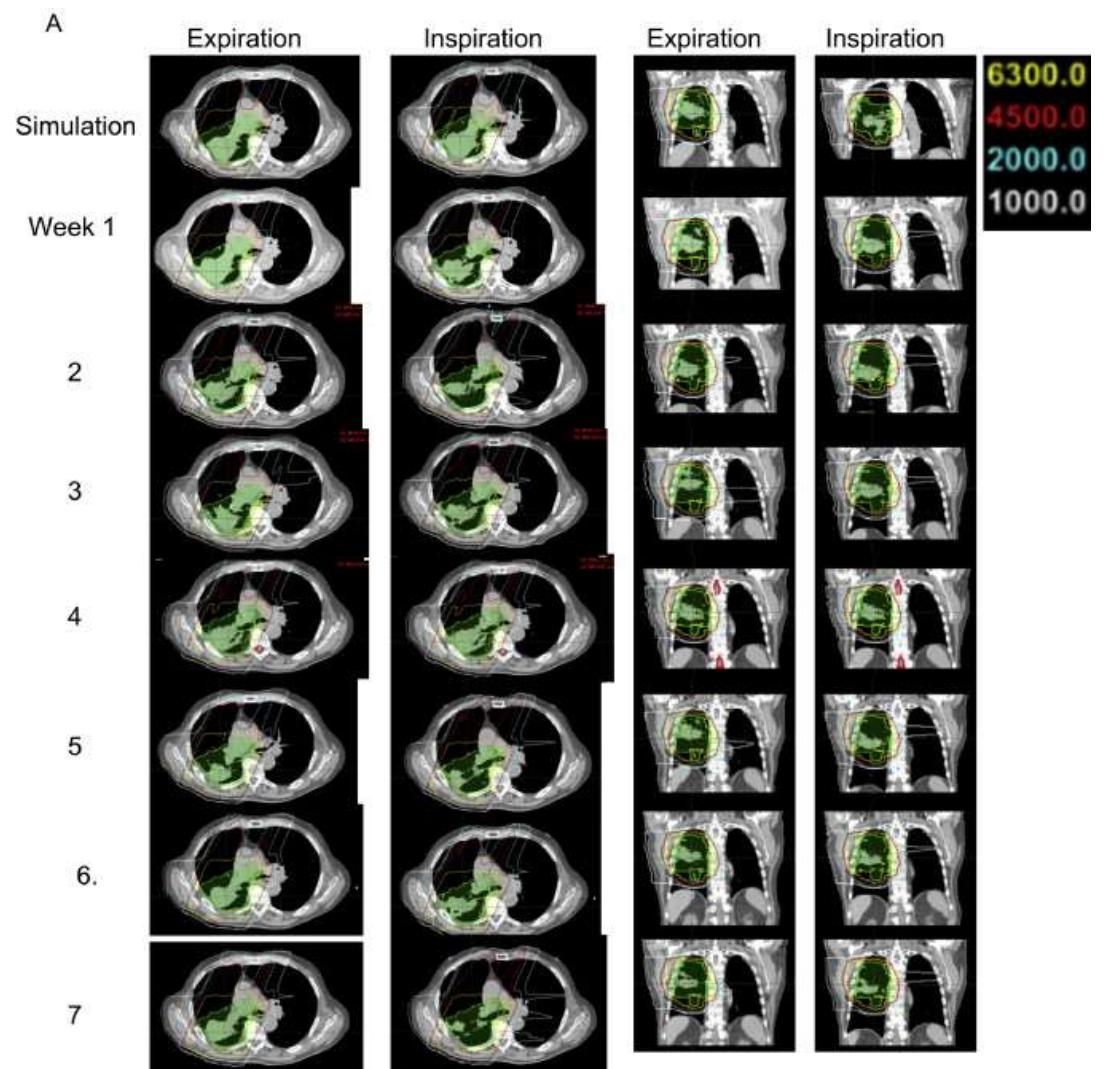 A
Expiration Inspiration Expiration Inspiration
6300.0
4500.0
2000.0
1000.0
Simulation
Week 1
2
3
4
5
6.
7